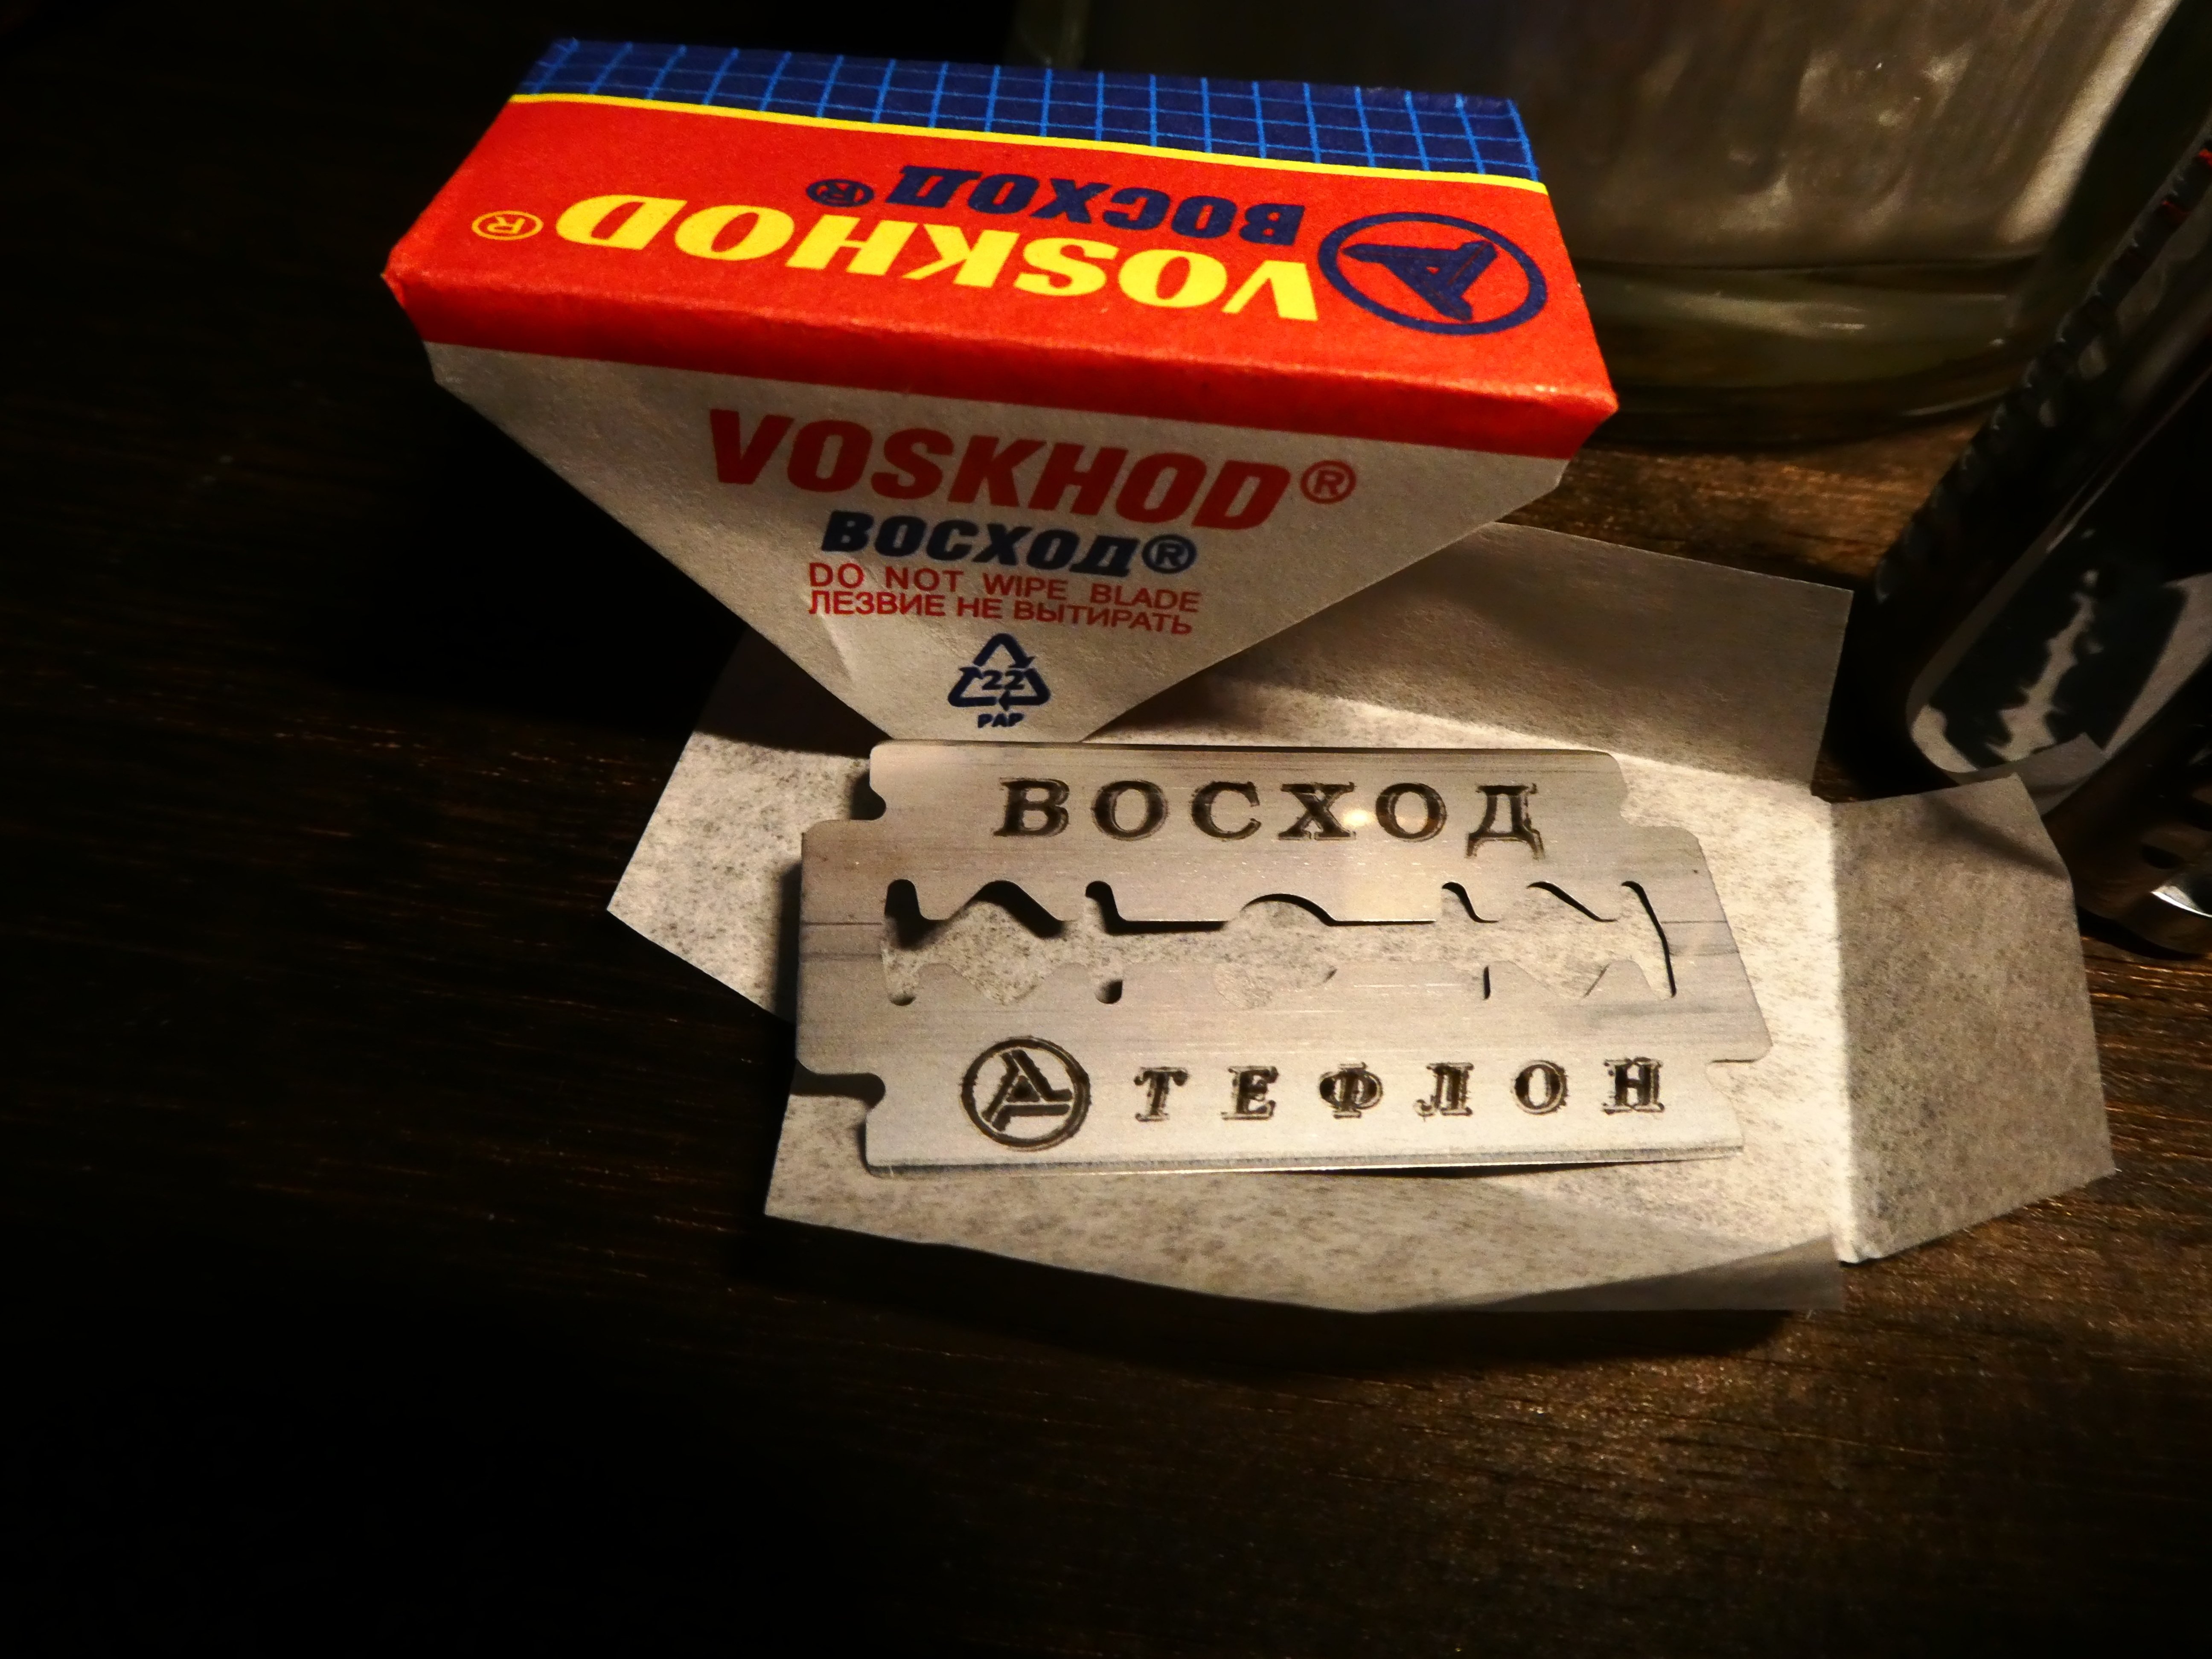 ВОСХОД®
VOSKHOD®
VOSKHOD®
ВОСХОД®
DO NOT WIPE BLADE
ЛЕЗВИЕ НЕ ВЫТИРАТЬ
22
PAP
ВОСХОД
ТЕФЛОН